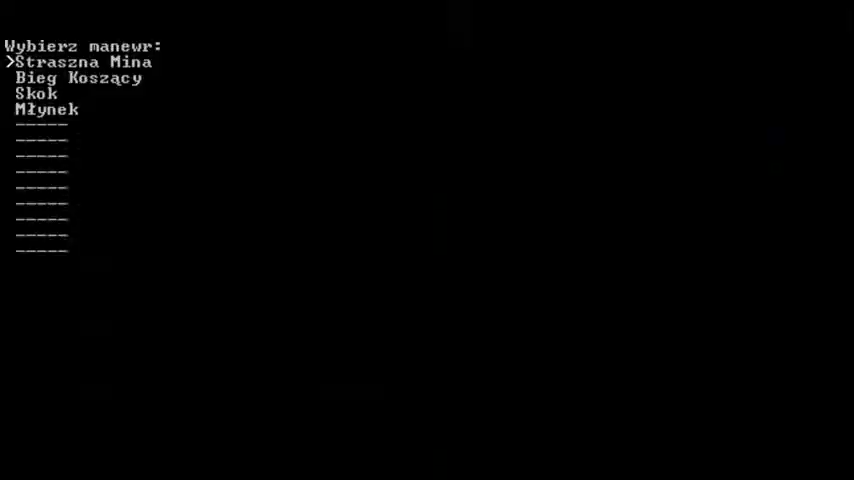 Wybierz manewr:
>Straszna Mina
Bieg Koszący
Skok
Młynek
-----
-----
-----
-----
-----
-----
-----
-----
-----